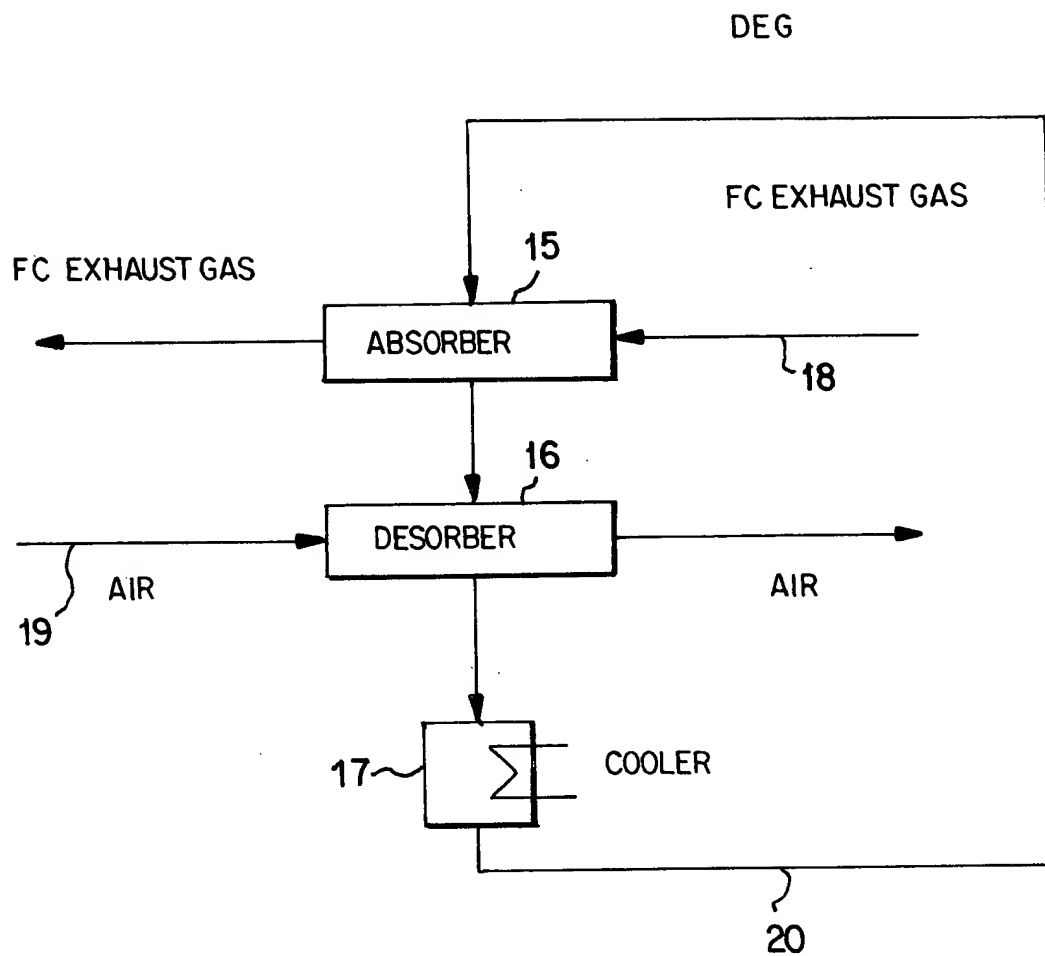 DEG
FC EXHAUST GAS
FC EXHAUST GAS
15
ABSORBER
18
16
DESORBER
AIR
AIR
19
17
COOLER
20